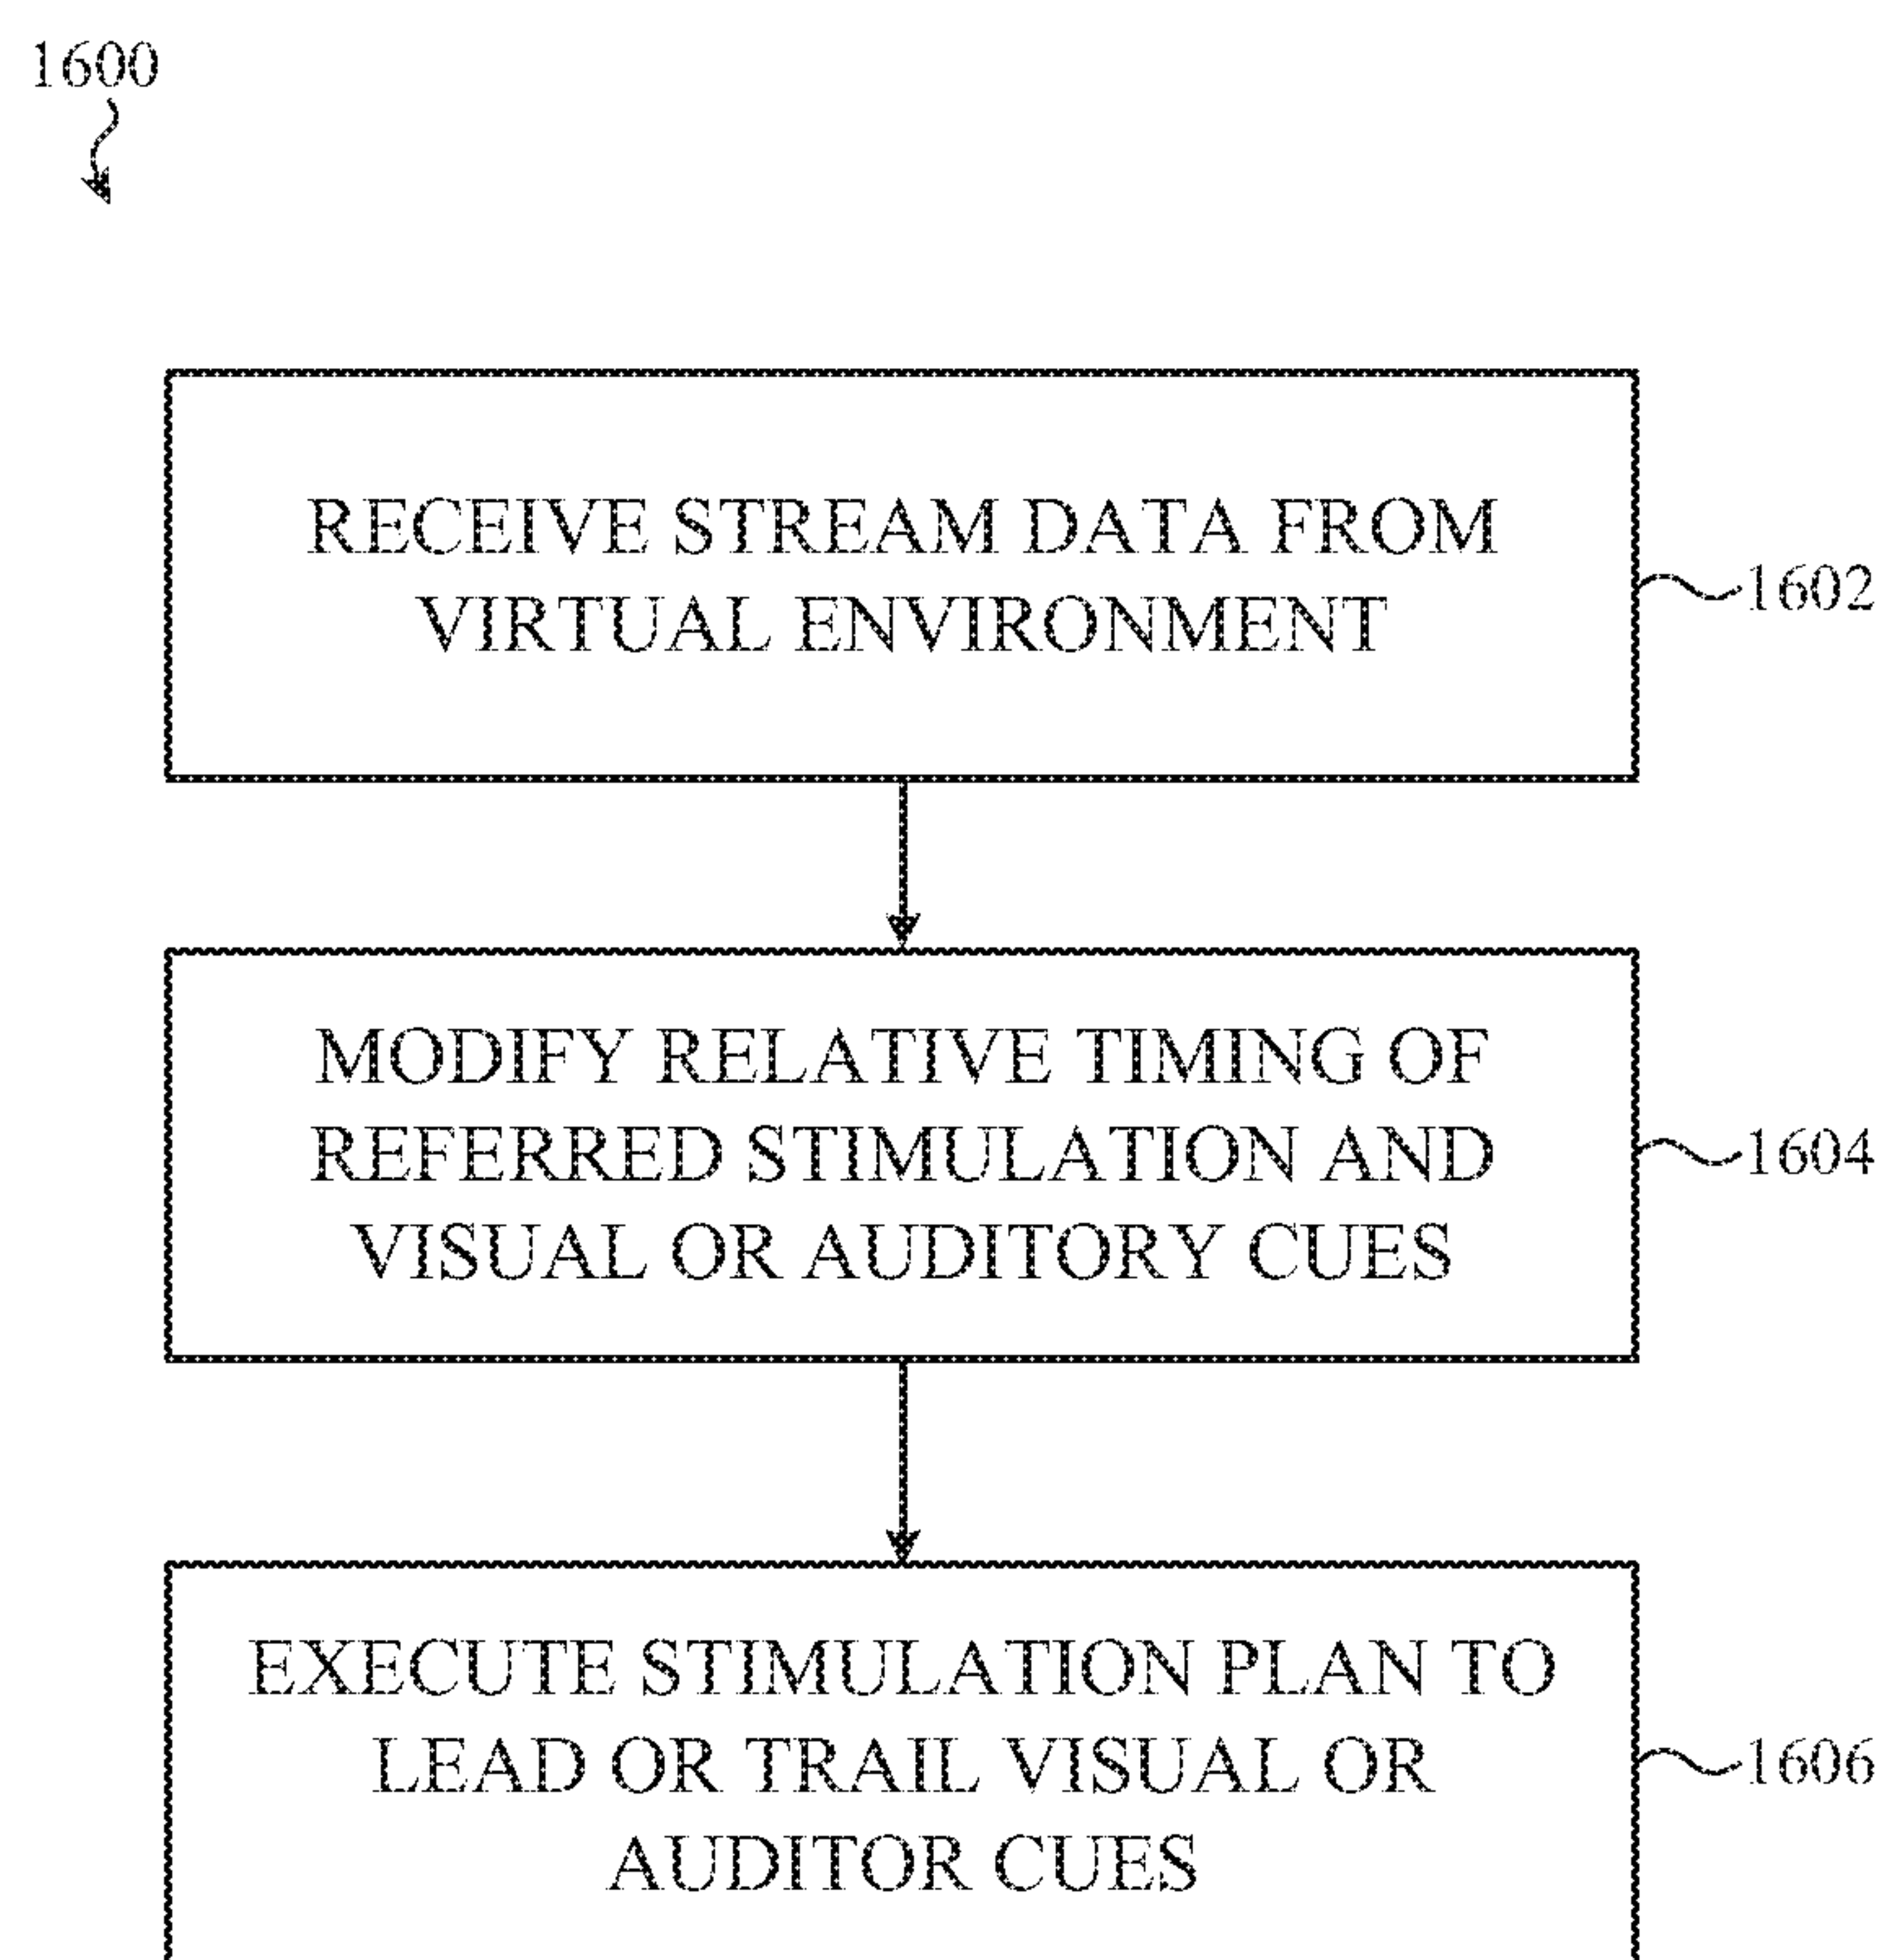 1600
RECEIVE STREAM DATA FROM
VIRTUAL ENVIRONMENT
1602
MODIFY RELATIVE TIMING OF
REFERRED STIMULATION AND
VISUAL OR AUDITORY CUES
1604
EXECUTE STIMULATION PLAN TO
LEAD OR TRAIL VISUAL OR
AUDITOR CUES
1606